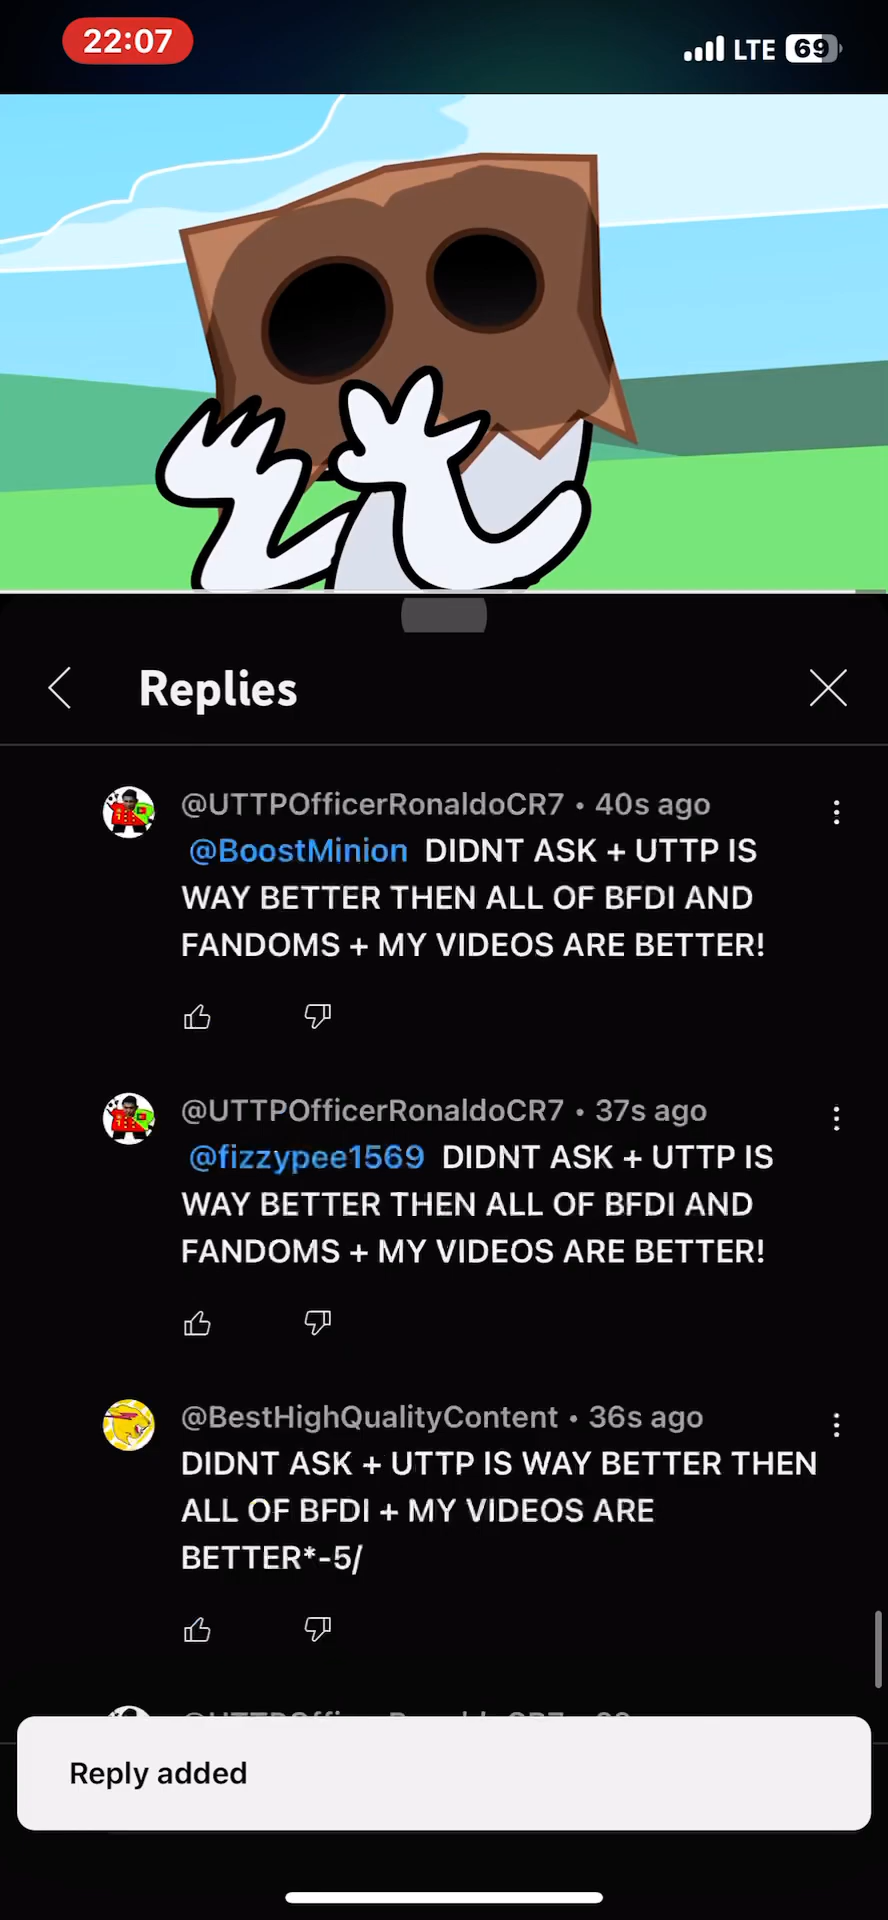 22:07
LTE 69
Replies
@UTTPOfficerRonaldoCR7 • 40s ago
@BoostMinion DIDNT ASK + UTTP IS
WAY BETTER THEN ALL OF BFDI AND
FANDOMS + MY VIDEOS ARE BETTER!
@UTTPOfficerRonaldoCR7 • 37s ago
@fizzypee1569 DIDNT ASK + UTTP IS
WAY BETTER THEN ALL OF BFDI AND
FANDOMS + MY VIDEOS ARE BETTER!
@BestHighQualityContent • 36s ago
DIDNT ASK + UTTP IS WAY BETTER THEN
ALL OF BFDI + MY VIDEOS ARE
BETTER*-5/
Reply added